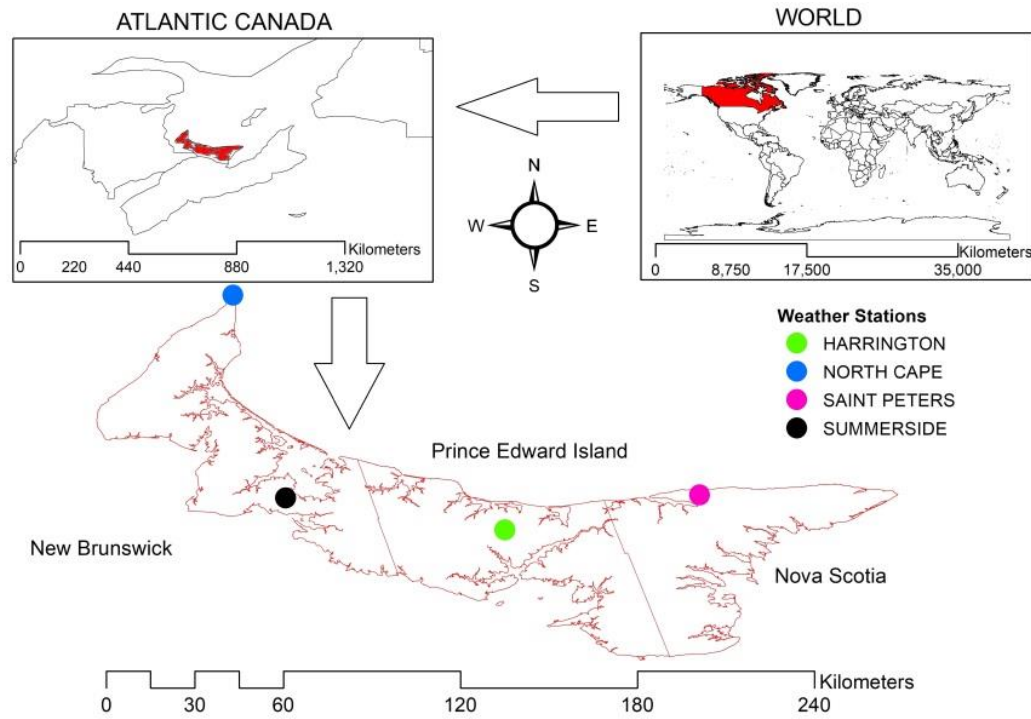 ATLANTIC CANADA
WORLD
Kilometers
0 220 440 880 1,320
N
W E
S
Kilometers
0 8,750 17,500 35,000
Weather Stations
HARRINGTON
NORTH CAPE
SAINT PETERS
SUMMERSIDE
Prince Edward Island
New Brunswick
Nova Scotia
Kilometers
0 30 60 120 180 240